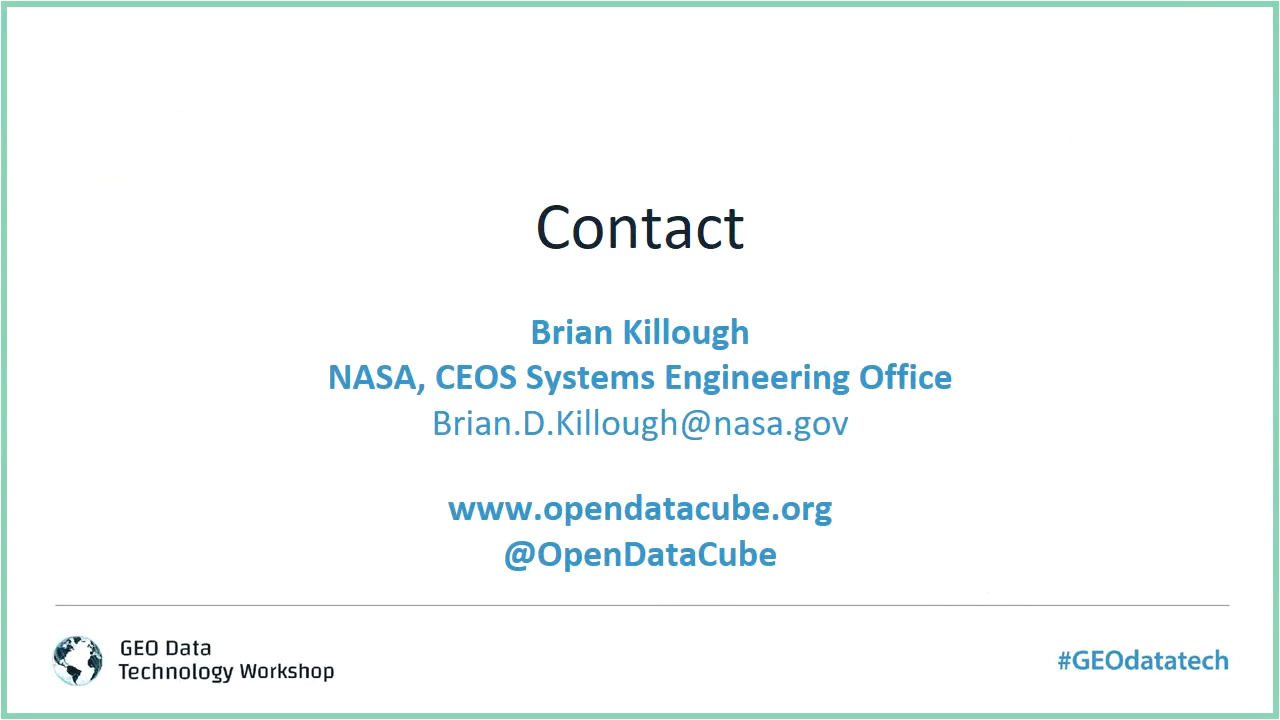 Contact
Brian Killough
NASA, CEOS Systems Engineering Office
Brian.D.Killough@nasa.gov
www.opendatacube.org
@OpenDataCube
GEO Data
Technology Workshop
#GEOdatatech